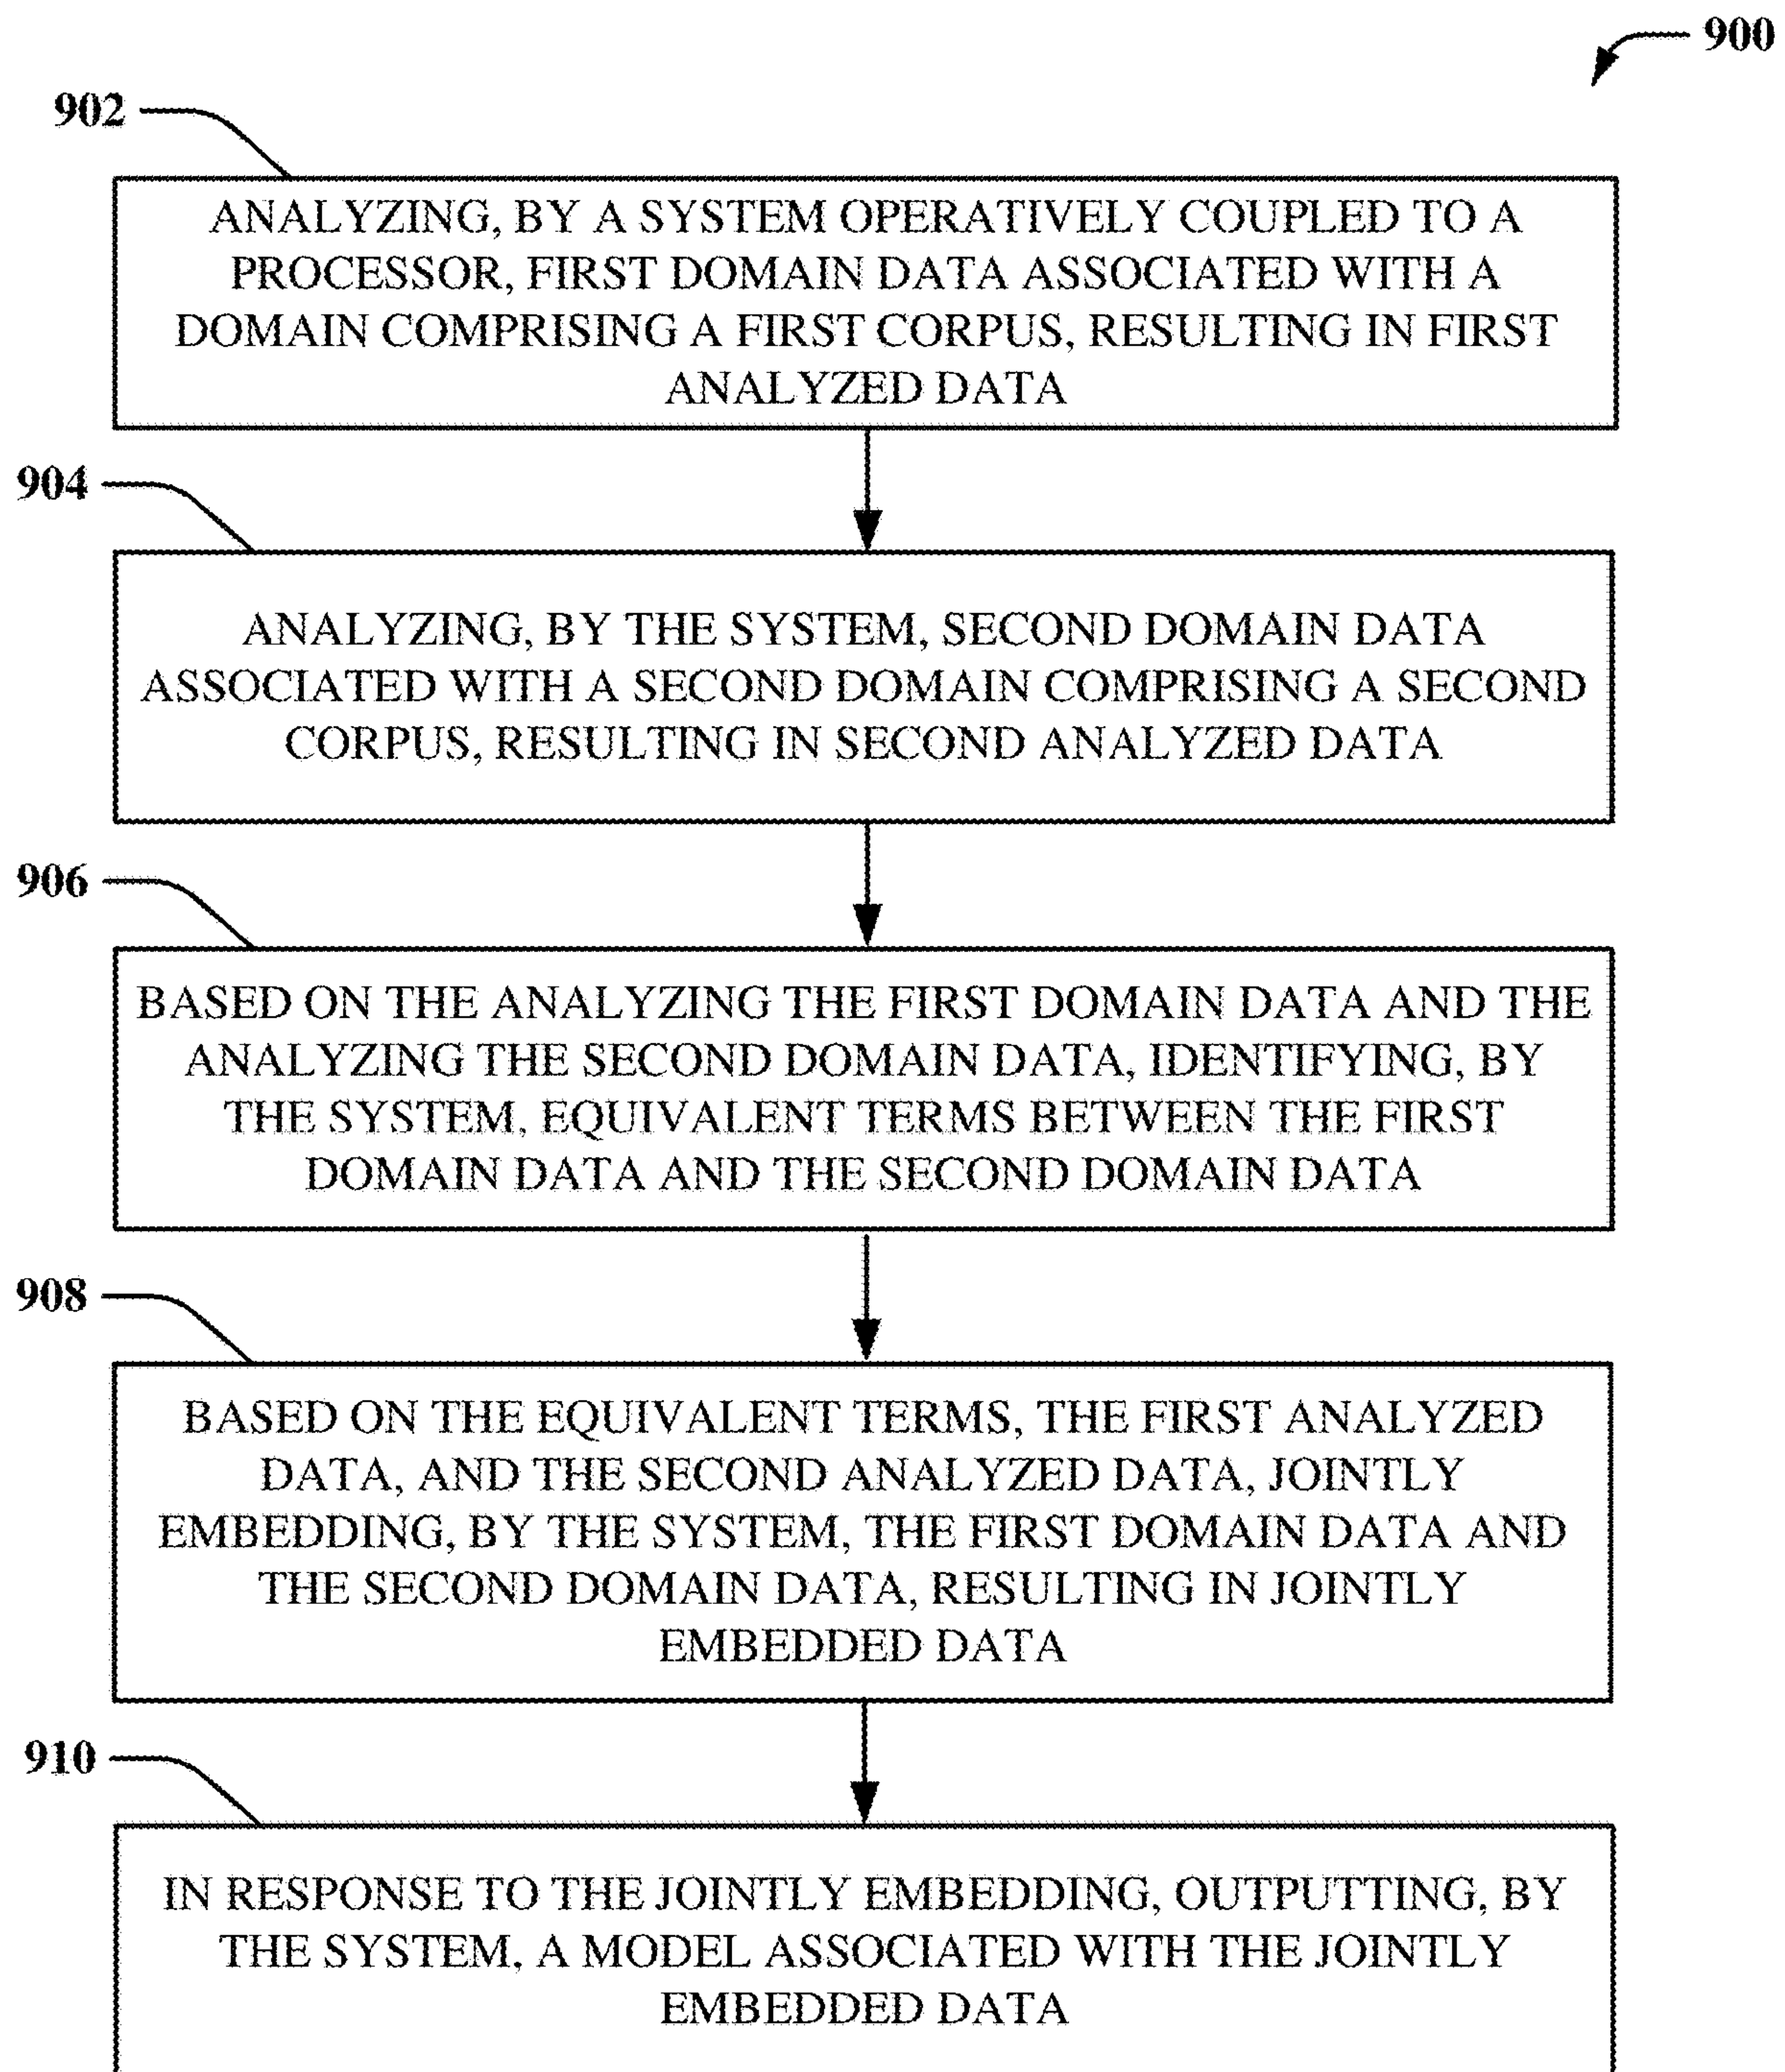 900
902
ANALYZING, BY A SYSTEM OPERATIVELY COUPLED TO A
PROCESSOR, FIRST DOMAIN DATA ASSOCIATED WITH A
DOMAIN COMPRISING A FIRST CORPUS, RESULTING IN FIRST
ANALYZED DATA
904
ANALYZING, BY THE SYSTEM, SECOND DOMAIN DATA
ASSOCIATED WITH A SECOND DOMAIN COMPRISING A SECOND
CORPUS, RESULTING IN SECOND ANALYZED DATA
906
BASED ON THE ANALYZING THE FIRST DOMAIN DATA AND THE
ANALYZING THE SECOND DOMAIN DATA, IDENTIFYING, BY
THE SYSTEM, EQUIVALENT TERMS BETWEEN THE FIRST
DOMAIN DATA AND THE SECOND DOMAIN DATA
908
BASED ON THE EQUIVALENT TERMS, THE FIRST ANALYZED
DATA, AND THE SECOND ANALYZED DATA, JOINTLY
EMBEDDING, BY THE SYSTEM, THE FIRST DOMAIN DATA AND
THE SECOND DOMAIN DATA, RESULTING IN JOINTLY
EMBEDDED DATA
910
IN RESPONSE TO THE JOINTLY EMBEDDING, OUTPUTTING, BY
THE SYSTEM, A MODEL ASSOCIATED WITH THE JOINTLY
EMBEDDED DATA